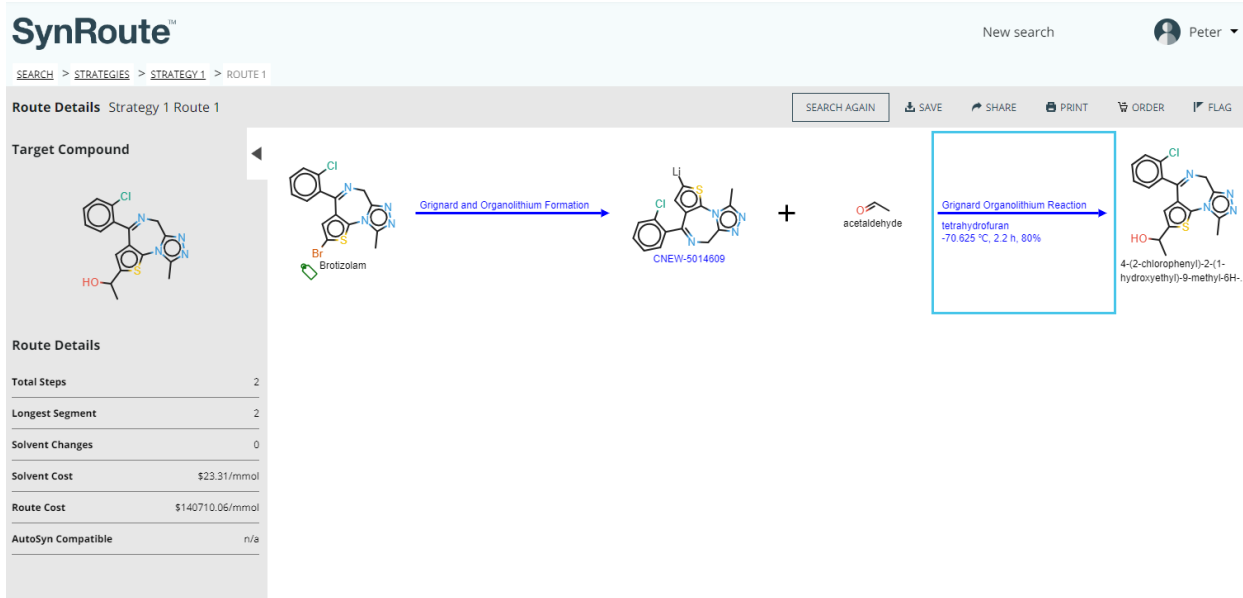 SynRoute™
New search
Peter
SEARCH > STRATEGIES > STRATEGY 1 > ROUTE 1
Route Details Strategy 1 Route 1
SEARCH AGAIN
SAVE
SHARE
PRINT
ORDER
FLAG
Target Compound
Cl
N
N
N
N
S
HO
Cl
N
N
N
N
S
Br
Brotizolam
Grignard and Organolithium Formation
Li
S
Cl
N
N
N
N
CNEW-5014609
+
O
acetaldehyde
Grignard Organolithium Reaction
tetrahydrofuran
-70.625 °C, 2.2 h, 80%
Cl
N
N
N
N
S
HO
4-(2-chlorophenyl)-2-(1-
hydroxyethyl)-9-methyl-6H-.
Route Details
Total Steps 2
Longest Segment 2
Solvent Changes 0
Solvent Cost $23.31/mmol
Route Cost $140710.06/mmol
AutoSyn Compatible n/a